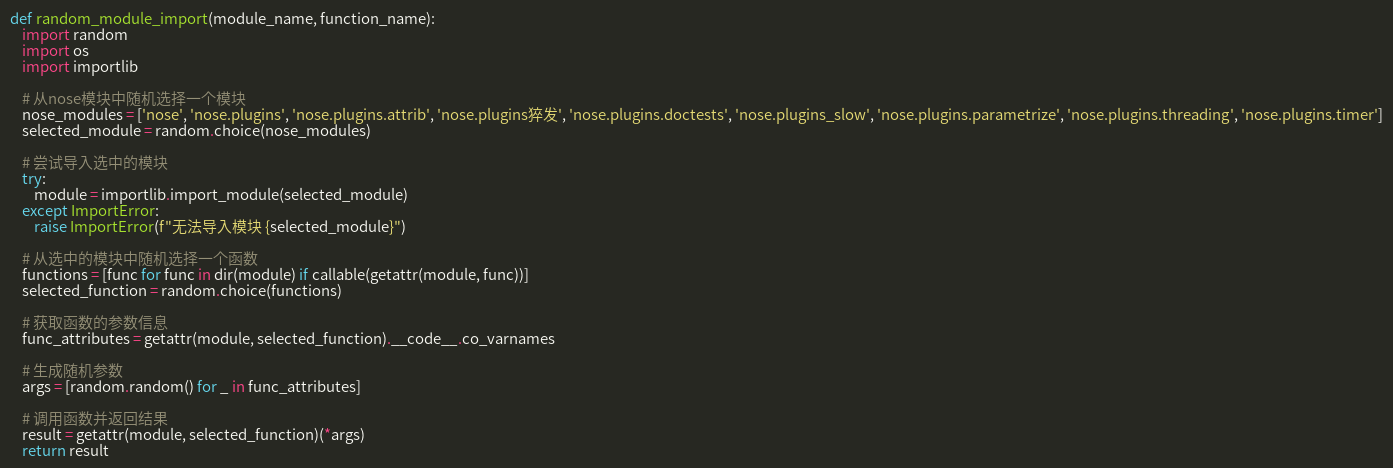 def random_module_import(module_name, function_name):
import random
import os
import importlib
# 从nose模块中随机选择一个模块
nose_modules = ['nose', 'nose.plugins', 'nose.plugins.attrib', 'nose.plugins猝发', 'nose.plugins.doctests', 'nose.plugins_slow', 'nose.plugins.parametrize', 'nose.plugins.threading', 'nose.plugins.timer']
selected_module = random.choice(nose_modules)
# 尝试导入选中的模块
try:
module = importlib.import_module(selected_module)
except ImportError:
raise ImportError(f"无法导入模块 {selected_module}")
# 从选中的模块中随机选择一个函数
functions = [func for func in dir(module) if callable(getattr(module, func))]
selected_function = random.choice(functions)
# 获取函数的参数信息
func_attributes = getattr(module, selected_function).__code__.co_varnames
# 生成随机参数
args = [random.random() for _ in func_attributes]
# 调用函数并返回结果
result = getattr(module, selected_function)(*args)
return result